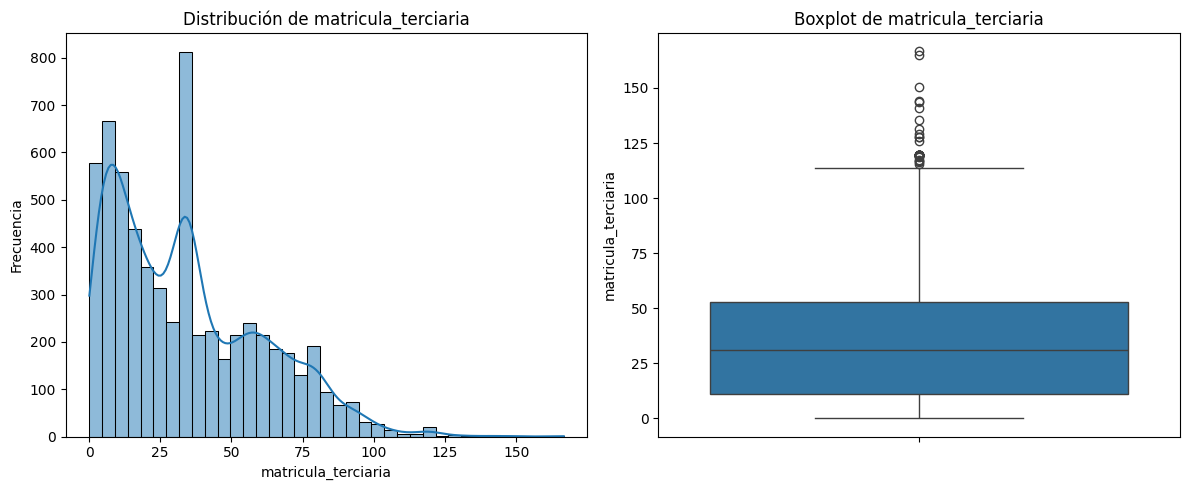 Distribución de matricula_terciaria
800
700
600
500
400
300
200
100
0
Frecuencia
0 25 50 75 100 125 150
matricula_terciaria
Boxplot de matricula_terciaria
150
125
100
75
50
25
0
matricula_terciaria